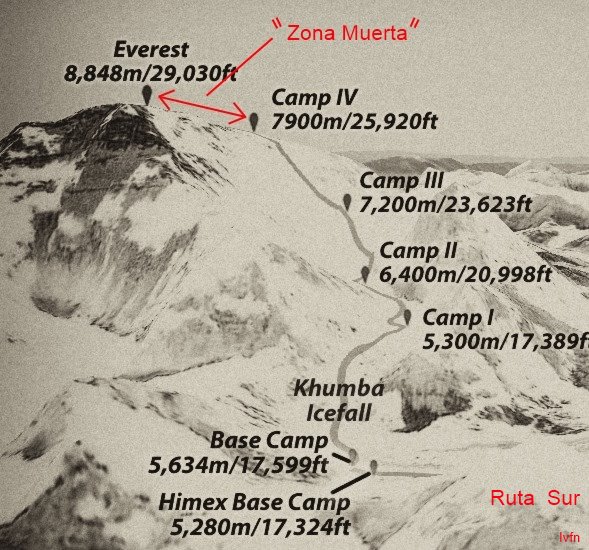 " Zona Muerta"
Everest
8,848m/29,030ft
Camp IV
7900m/25,920ft
Camp III
7,200m/23,623ft
Camp II
6,400m/20,998ft
Camp I
5,300m/17,389ft
Khumba
Icefall
Base Camp
5,634m/17,599ft
Himex Base Camp
5,280m/17,324ft
Ruta Sur
lvfn